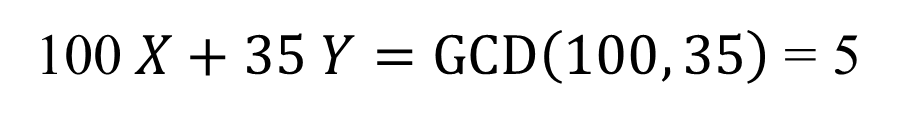 100 X + 35 Y = GCD(100, 35) = 5